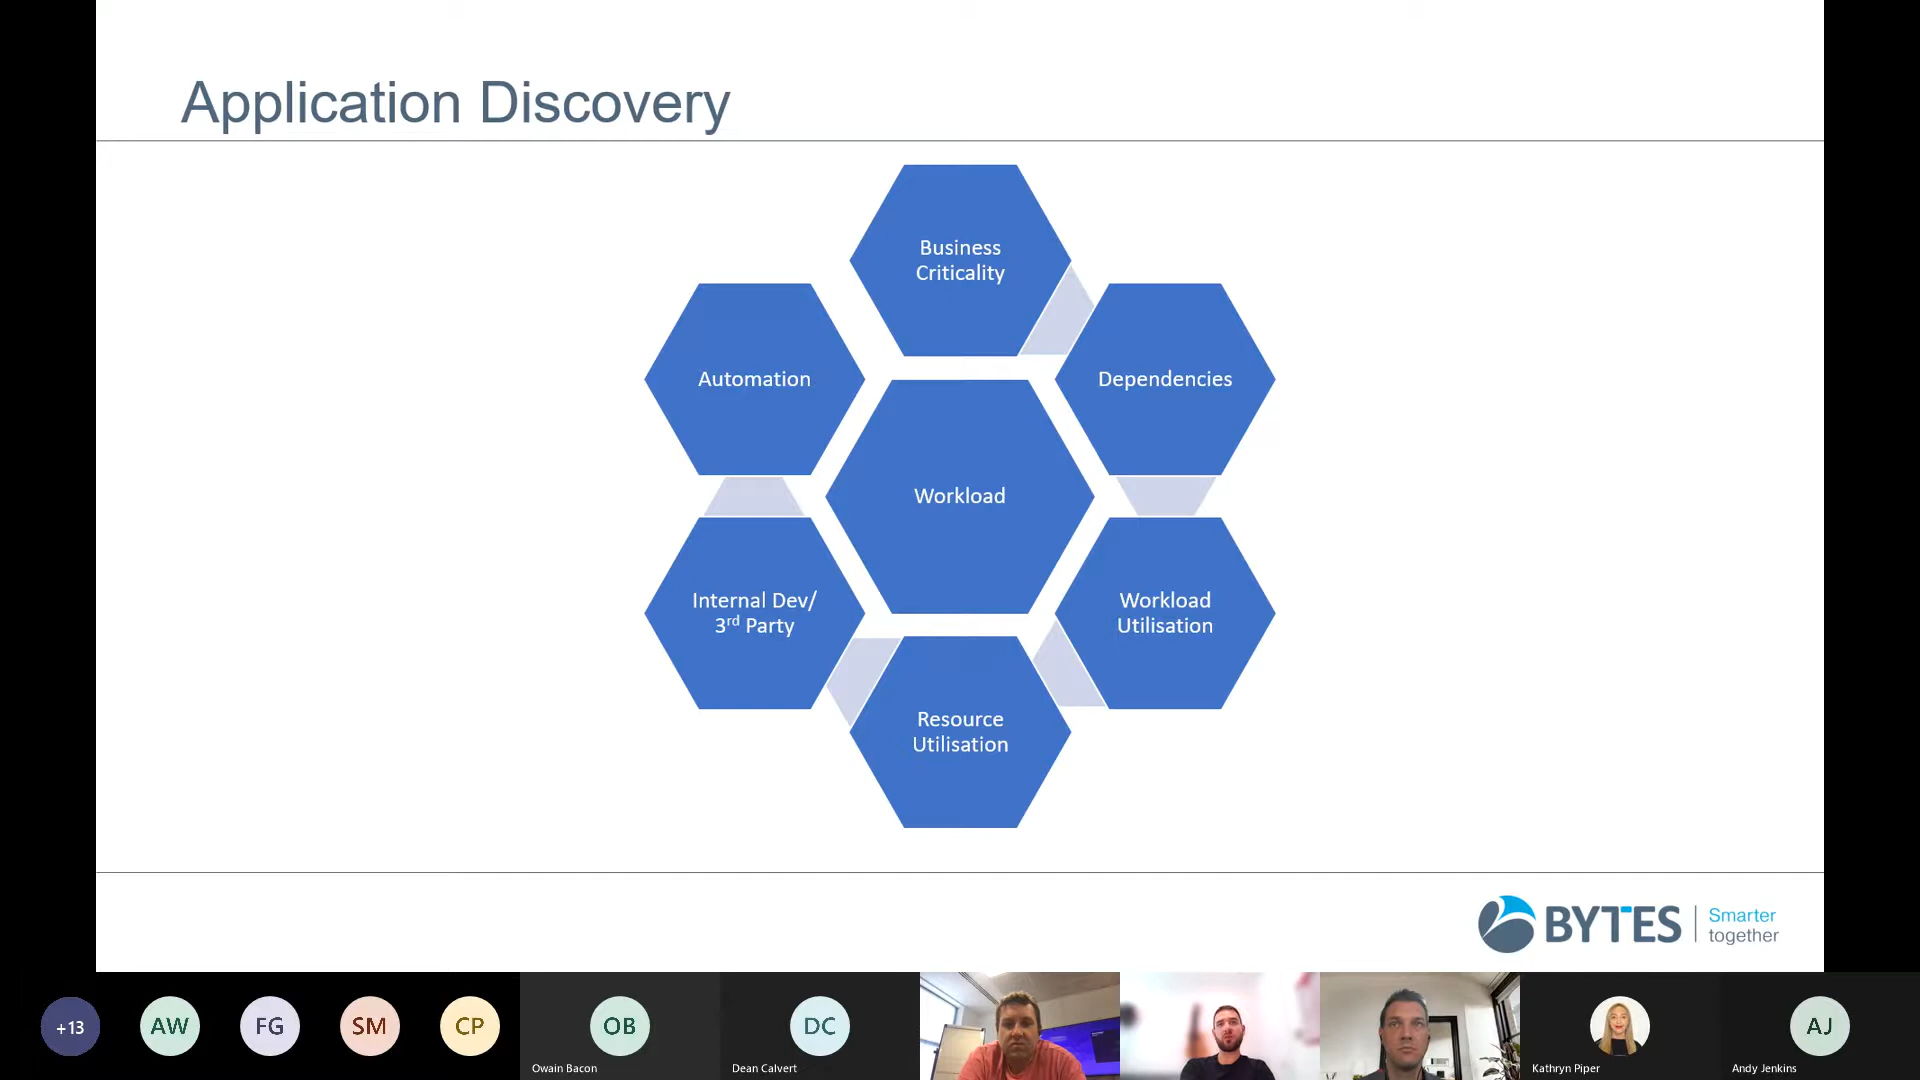 Application Discovery
Business
Criticality
Automation
Dependencies
Workload
Internal Dev/
3rd Party
Workload
Utilisation
Resource
Utilisation
BYTES
Smarter
together
+13
AW
FG
SM
CP
OB
DC
AJ
Owain Bacon
Dean Calvert
Kathryn Piper
Andy Jenkins